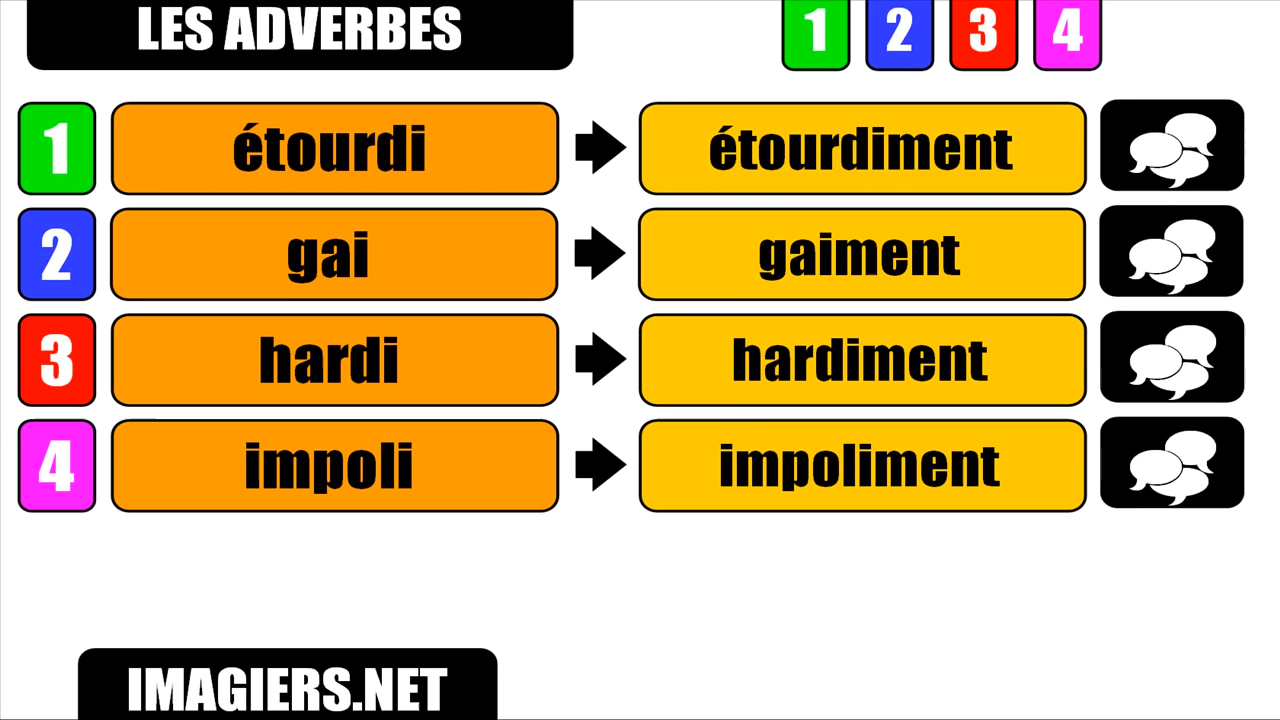 LES ADVERBES
1 2 3 4
1 étourdi étourdiment
2 gai gaiment
3 hardi hardiment
4 impoli impoliment
IMAGIERS.NET